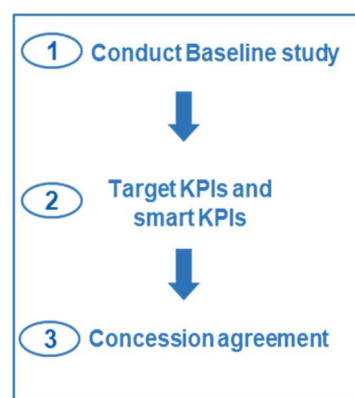 1 Conduct Baseline study
2 Target KPIs and
smart KPIs
3 Concession agreement